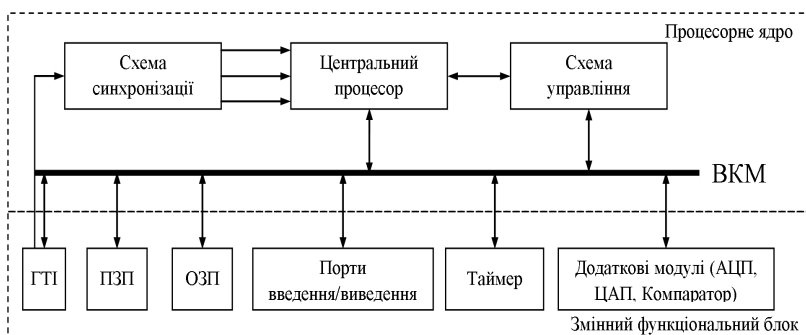 Процесорне ядро
Схема
синхронізації
Центральний
процесор
Схема
управління
ВКМ
ГТІ
ПЗП
ОЗП
Порти
введення/виведення
Таймер
Додаткові модулі (АЦП,
ЦАП, Компаратор)
Змінний функціональний блок